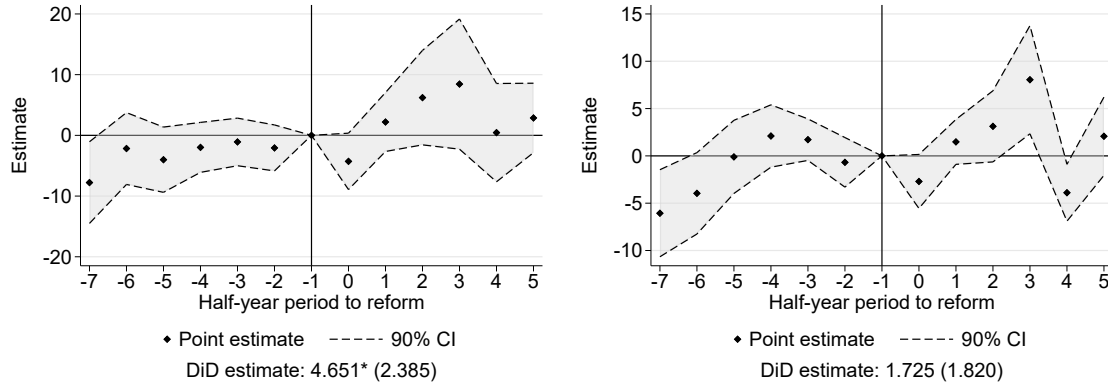 20
10
0
-10
-20
Estimate
-7 -6 -5 -4 -3 -2 -1 0 1 2 3 4 5
Half-year period to reform
Point estimate 90% CI
DiD estimate: 4.651* (2.385)
15
10
5
0
-5
-10
Estimate
-7 -6 -5 -4 -3 -2 -1 0 1 2 3 4 5
Half-year period to reform
Point estimate 90% CI
DiD estimate: 1.725 (1.820)